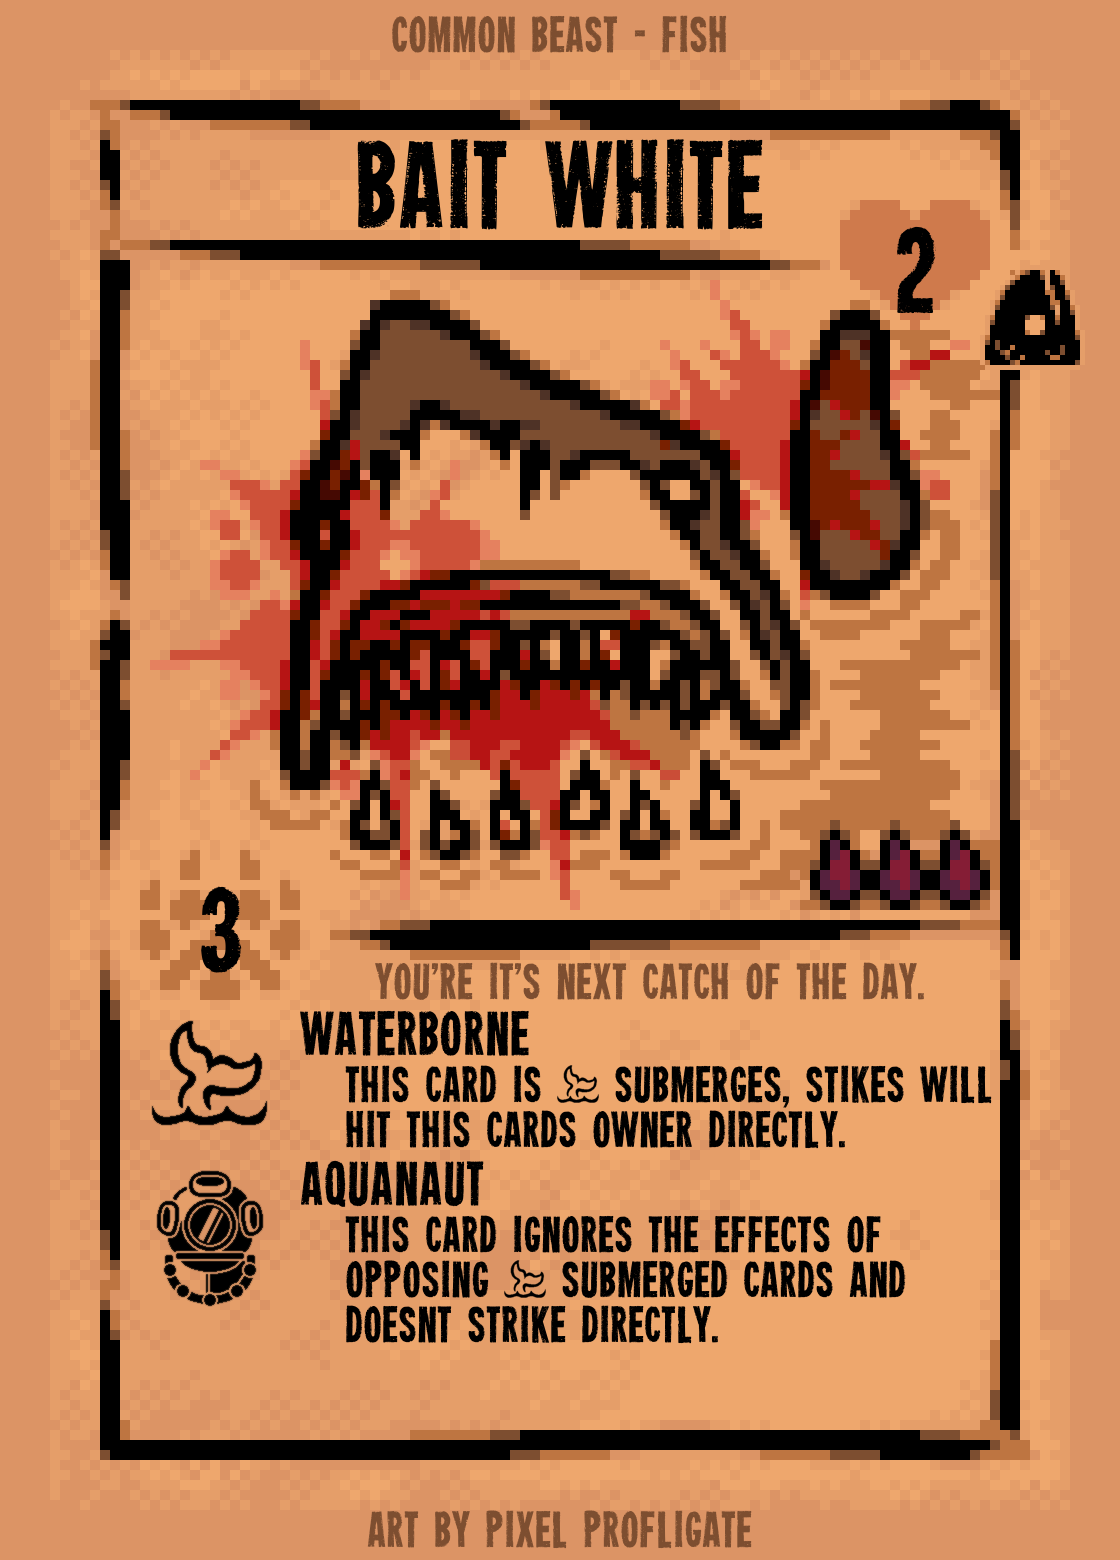 COMMON BEAST - FISH
BAIT WHITE
2
3
YOU'RE IT'S NEXT CATCH OF THE DAY.
WATERBORNE
THIS CARD IS SUBMERGES, STIKES WILL
HIT THIS CARDS OWNER DIRECTLY.
AQUANAUT
THIS CARD IGNORES THE EFFECTS OF
OPPOSING SUBMERGED CARDS AND
DOESNT STRIKE DIRECTLY.
ART BY PIXEL PROFLIGATE